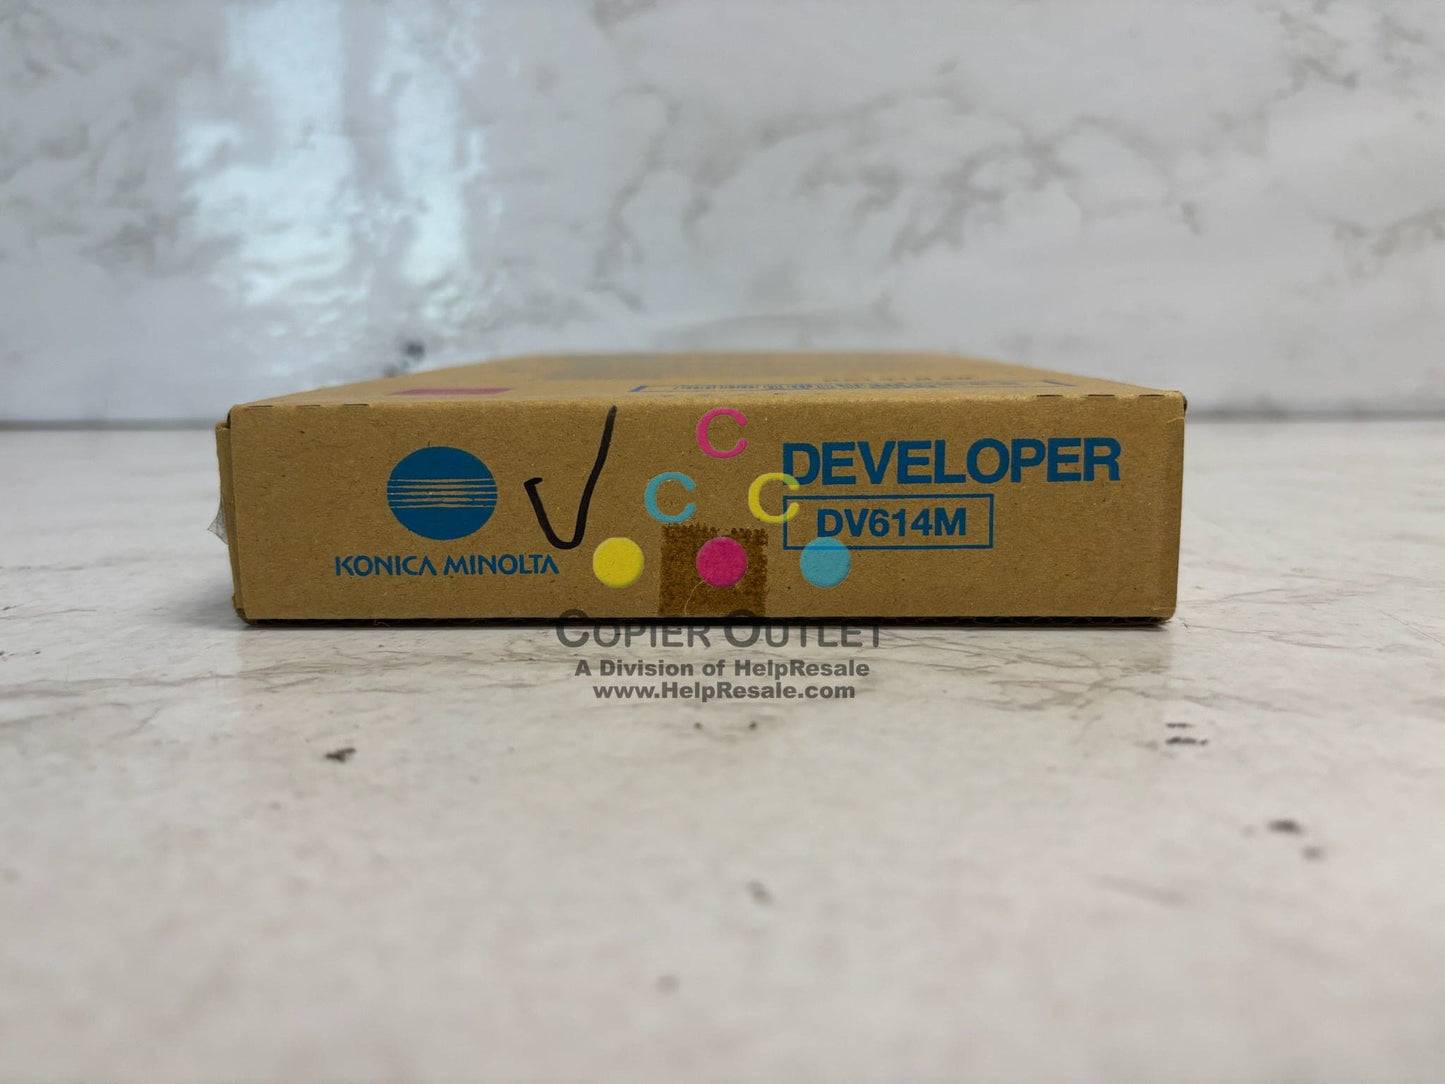 DEVELOPER
DV614M
KONICA MINOLTA
C
C C
COPIER OUTLET
A Division of HelpResale
www.HelpResale.com